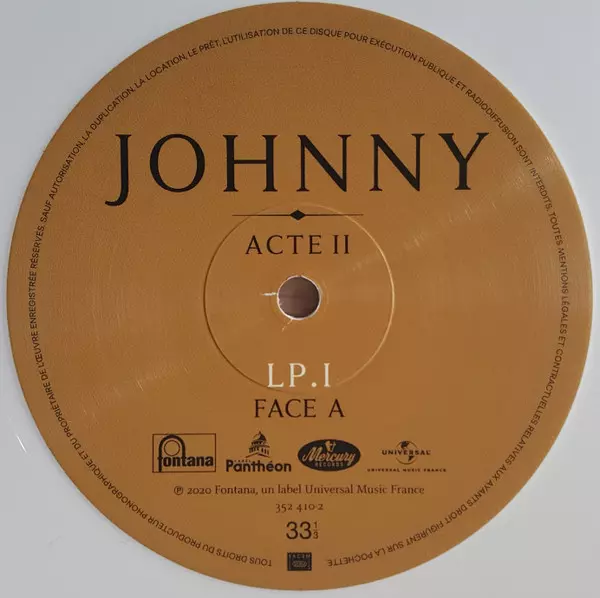 TOUS DROITS DU PRODUCTEUR PHONOGRAPHIQUE ET DU PROPRIÉTAIRE DE L'ŒUVRE ENREGISTRÉE RÉSERVÉS. SAUF AUTORISATION, LA DUPLICATION, LA LOCATION, LE PRÊT, L'UTILISATION DE CE DISQUE POUR EXÉCUTION PUBLIQUE ET RADIODIFFUSION SONT INTERDITS. TOUTES MENTIONS LÉGALES ET CONTRACTUELLES RELATIVES AUX AYANTS DROIT FIGURENT SUR LA POCHETTE
JOHNNY
ACTE II
LP.I
FACE A
fontana
Panthéon
Mercury
RECORDS
UNIVERSAL
UNIVERSAL MUSIC FRANCE
℗ 2020 Fontana, un label Universal Music France
352 410-2
33 1/3
SACEM